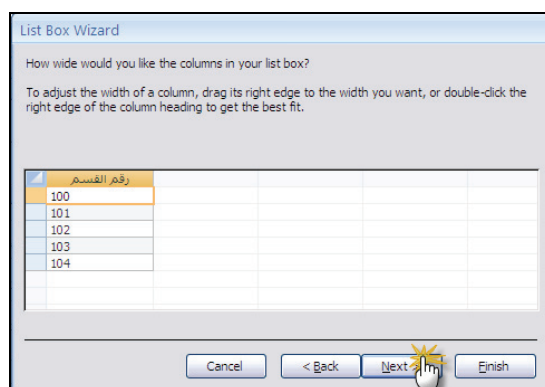 List Box Wizard
How wide would you like the columns in your list box?
To adjust the width of a column, drag its right edge to the width you want, or double-click the
right edge of the column heading to get the best fit.
رقم القسم
100
101
102
103
104
Cancel
< Back
Next >
Finish